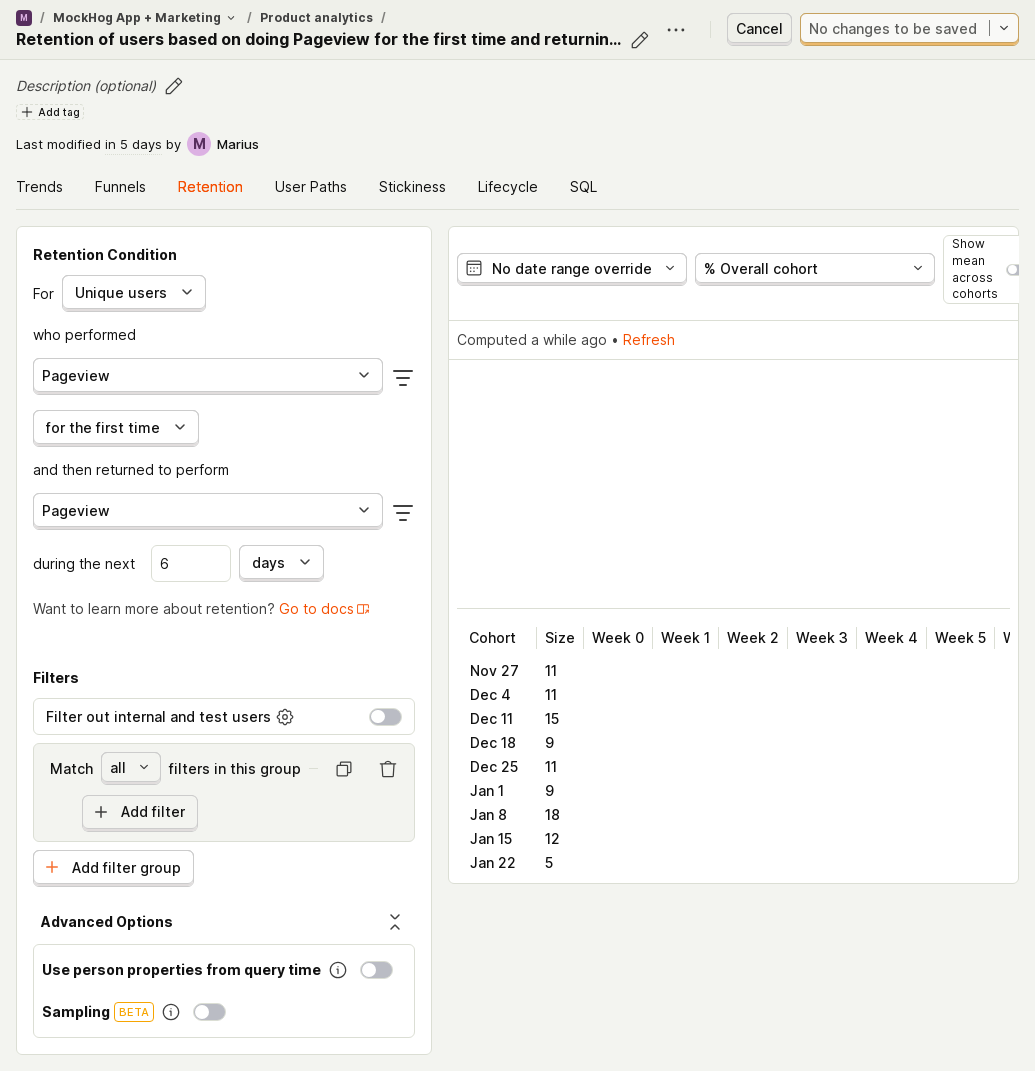 M / MockHog App + Marketing / Product analytics /
Retention of users based on doing Pageview for the first time and returnin...
Cancel
No changes to be saved
Description (optional)
Add tag
Last modified in 5 days by M Marius
Trends Funnels Retention User Paths Stickiness Lifecycle SQL
Retention Condition
For Unique users
who performed
Pageview
for the first time
and then returned to perform
Pageview
during the next 6 days
Want to learn more about retention? Go to docs
Filters
Filter out internal and test users
Match all filters in this group
Add filter
Add filter group
Advanced Options
Use person properties from query time
Sampling BETA
No date range override
% Overall cohort
Show
mean
across
cohorts
Computed a while ago • Refresh
Cohort Size Week 0 Week 1 Week 2 Week 3 Week 4 Week 5
Nov 27 11
Dec 4 11
Dec 11 15
Dec 18 9
Dec 25 11
Jan 1 9
Jan 8 18
Jan 15 12
Jan 22 5